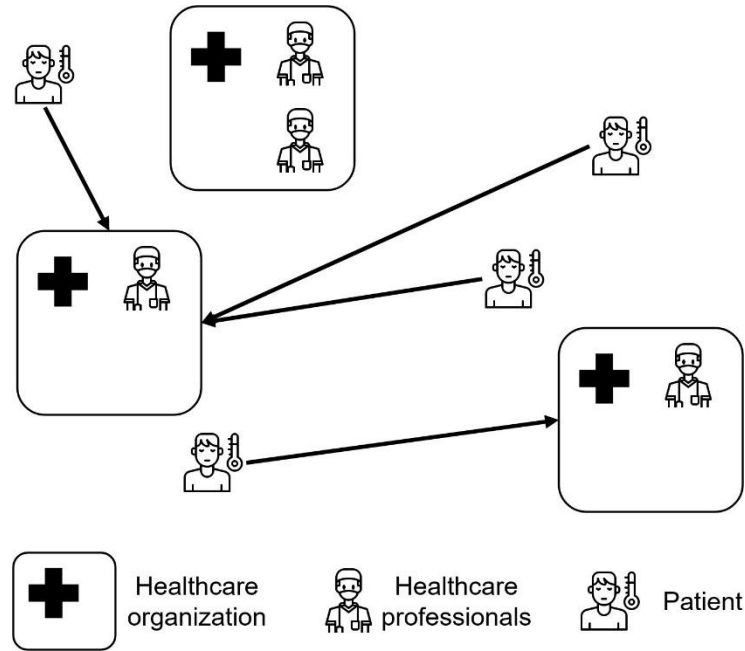 Healthcare
organization
Healthcare
professionals
Patient